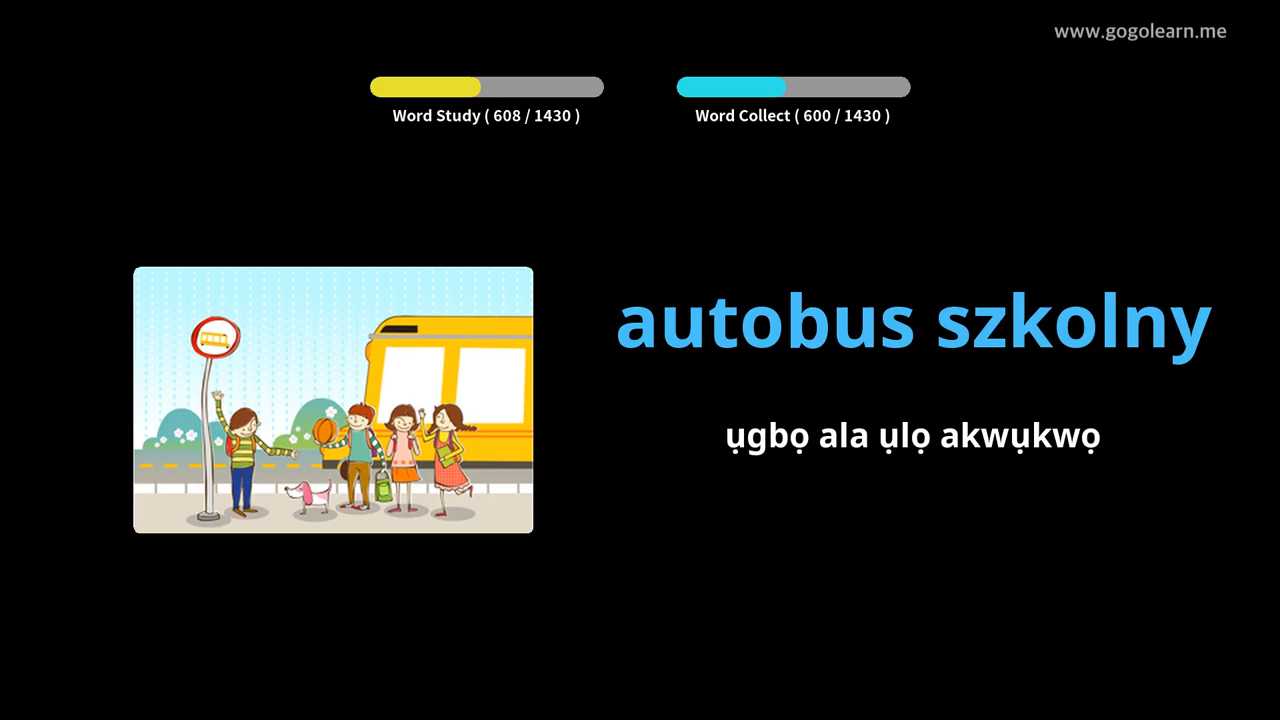 www.gogolearn.me
Word Study ( 608 / 1430 )
Word Collect ( 600 / 1430 )
autobus szkolny
ụgbọ ala ụlọ akwụkwọ